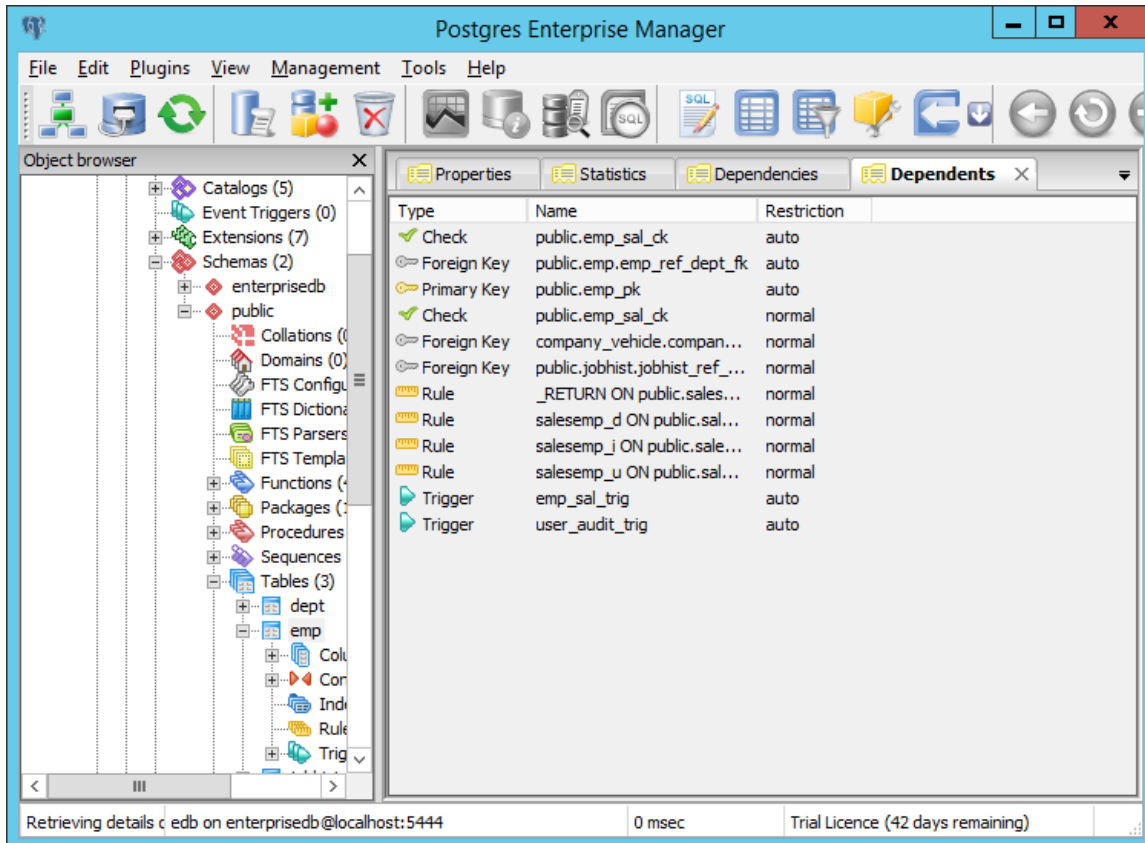 Postgres Enterprise Manager
File Edit Plugins View Management Tools Help
SQL
SQL
Object browser
Catalogs (5)
Event Triggers (0)
Extensions (7)
Schemas (2)
enterprisedb
public
Collations (
Domains (0)
FTS Configu
FTS Dictiona
FTS Parsers
FTS Templa
Functions (
Packages (
Procedures
Sequences
Tables (3)
dept
emp
Colu
Con
Inde
Rule
Trig
Properties Statistics Dependencies Dependents
Type Name Restriction
Check public.emp_sal_ck auto
Foreign Key public.emp.emp_ref_dept_fk auto
Primary Key public.emp_pk auto
Check public.emp_sal_ck normal
Foreign Key company_vehicle.compan... normal
Foreign Key public.jobhist.jobhist_ref_... normal
Rule _RETURN ON public.sales... normal
Rule salesemp_d ON public.sal... normal
Rule salesemp_i ON public.sale... normal
Rule salesemp_u ON public.sal... normal
Trigger emp_sal_trig auto
Trigger user_audit_trig auto
Retrieving details edb on enterprisedb@localhost:5444 0 msec Trial Licence (42 days remaining)